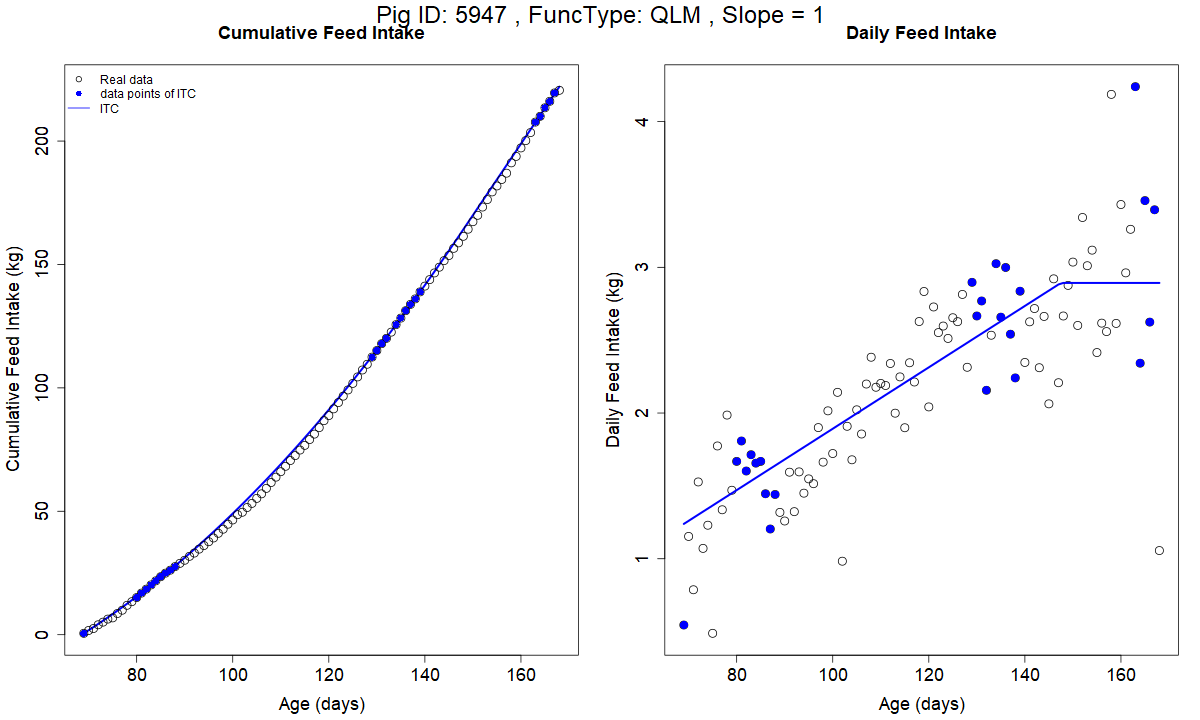 Pig ID: 5947 , FuncType: QLM , Slope = 1
Cumulative Feed Intake
Real data
data points of ITC
ITC
Cumulative Feed Intake (kg)
0
50
100
150
200
80
100
120
140
160
Age (days)
Daily Feed Intake
Daily Feed Intake (kg)
1
2
3
4
80
100
120
140
160
Age (days)